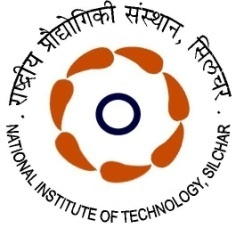 राष्ट्रीय प्रौद्योगिकी संस्थान, सिलचर
NATIONAL INSTITUTE OF TECHNOLOGY, SILCHAR